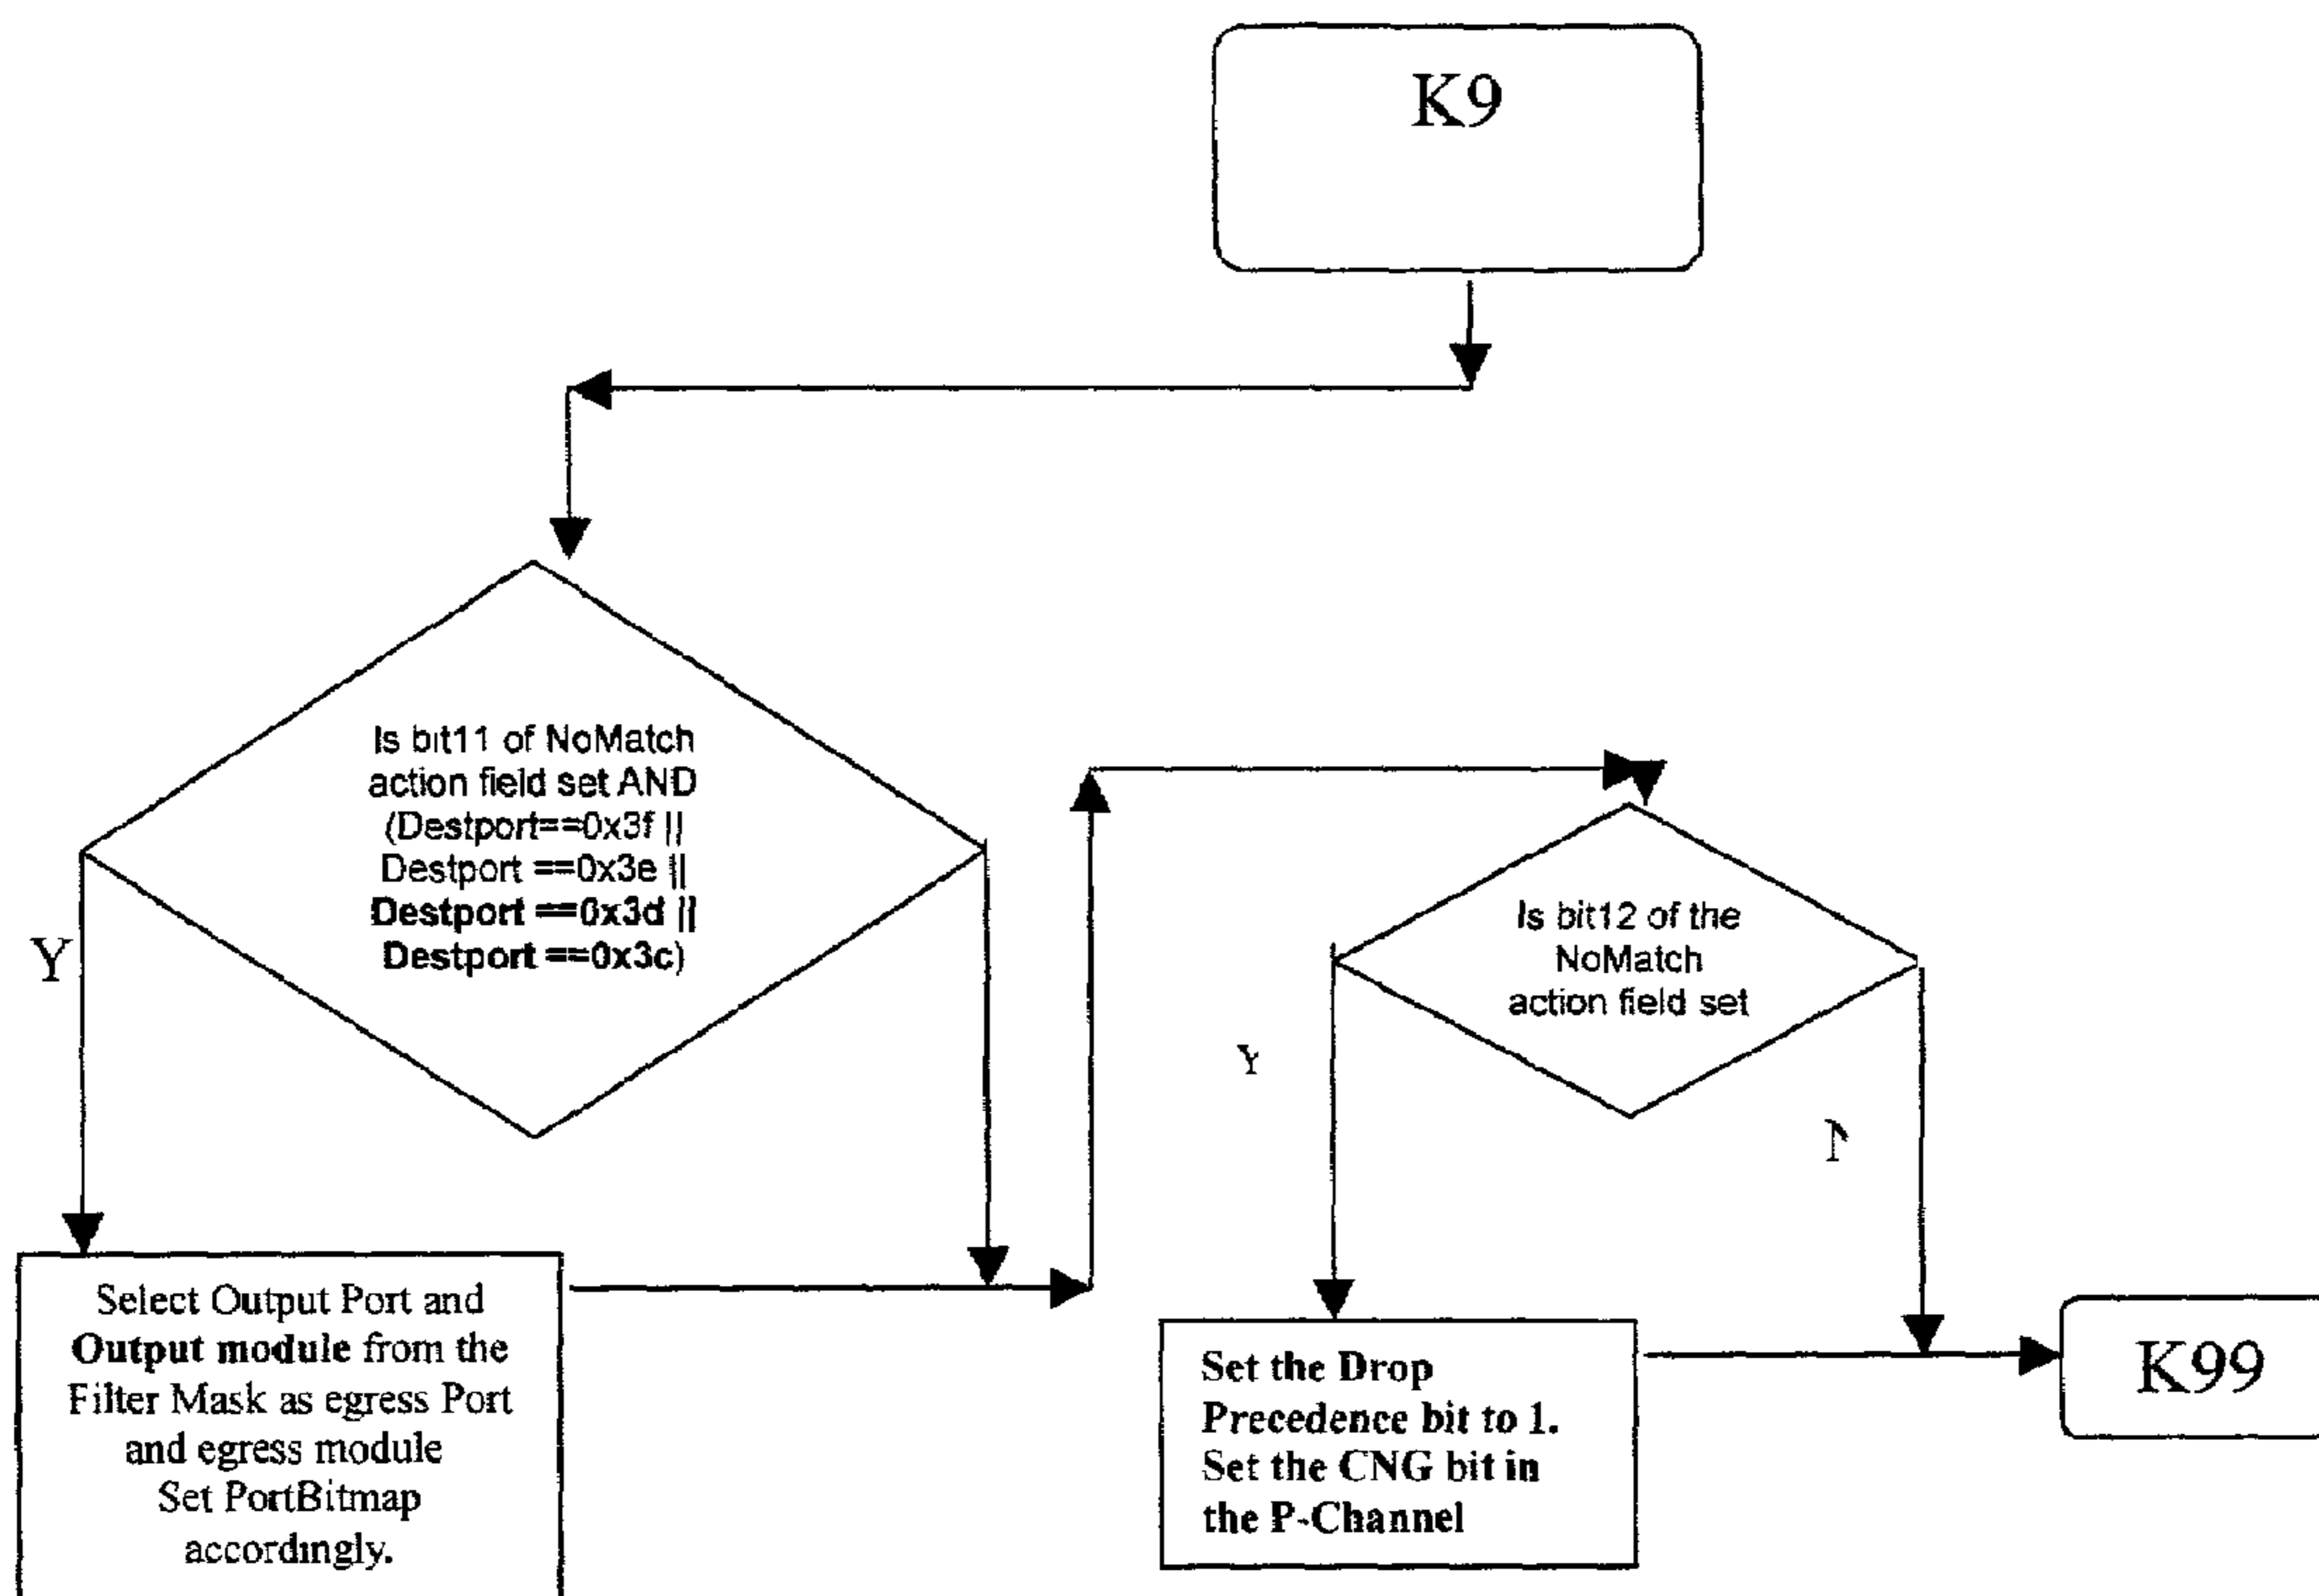 K9
Is bit11 of NoMatch
action field set AND
(Destport==0x3f ||
Destport ==0x3e ||
Destport ==0x3d ||
Destport ==0x3c)
Y
Select Output Port and
Output module from the
Filter Mask as egress Port
and egress module
Set PortBitmap
accordingly.
Is bit12 of the
NoMatch
action field set
Y
Set the Drop
Precedence bit to 1.
Set the CNG bit in
the P-Channel
K99